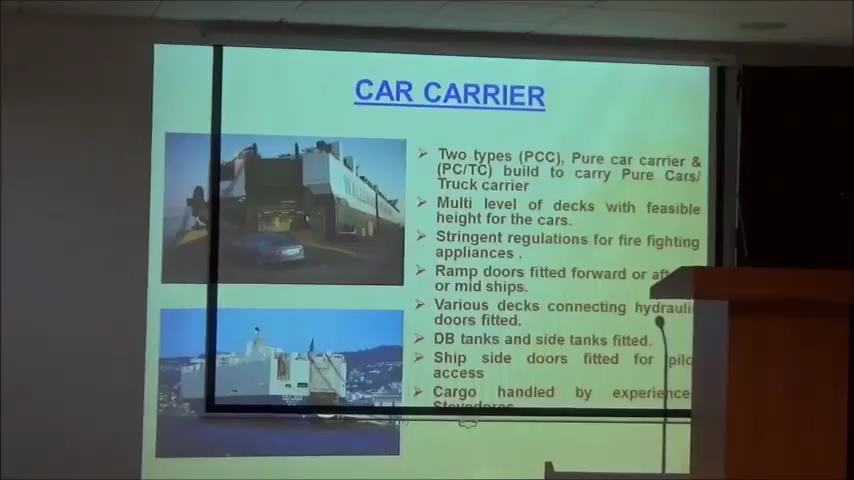 CAR CARRIER
Two types (PCC), Pure car carrier &
(PC/TC) build to carry Pure Cars/
Truck carrier
Multi level of decks with feasible
height for the cars.
Stringent regulations for fire fighting
appliances .
Ramp doors fitted forward or
or mid ships.
Various decks connecting
doors fitted.
DB tanks and side tanks fitted.
Ship side doors fitted for
access
Cargo handled by
Stevedores